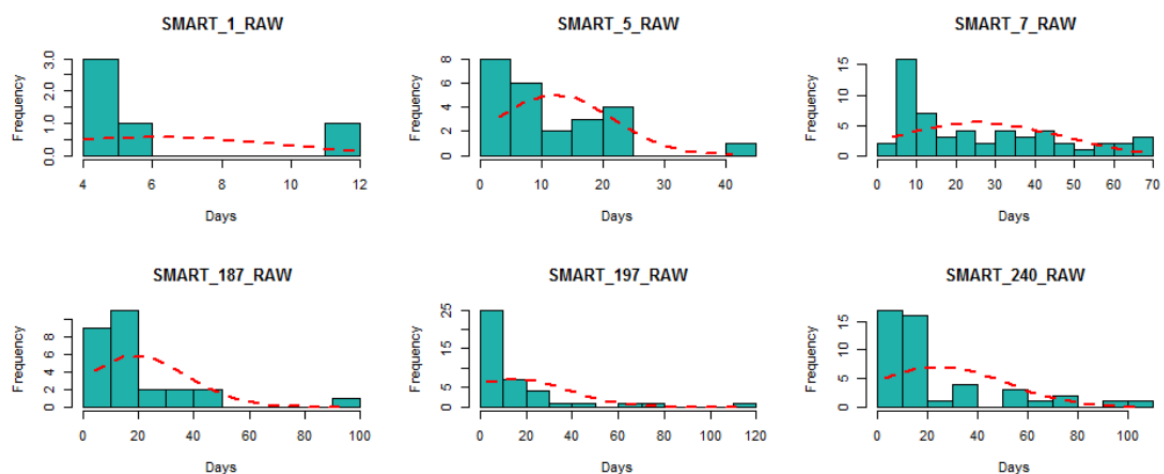 SMART_1_RAW
Frequency
0.0 1.0 2.0 3.0
4 6 8 10 12
Days
SMART_5_RAW
Frequency
0 2 4 6 8
0 10 20 30 40
Days
SMART_7_RAW
Frequency
0 5 10 15
0 10 20 30 40 50 60 70
Days
SMART_187_RAW
Frequency
0 2 4 6 8
0 20 40 60 80 100
Days
SMART_197_RAW
Frequency
0 5 15 25
0 20 40 60 80 100 120
Days
SMART_240_RAW
Frequency
0 5 10 15
0 20 40 60 80 100
Days